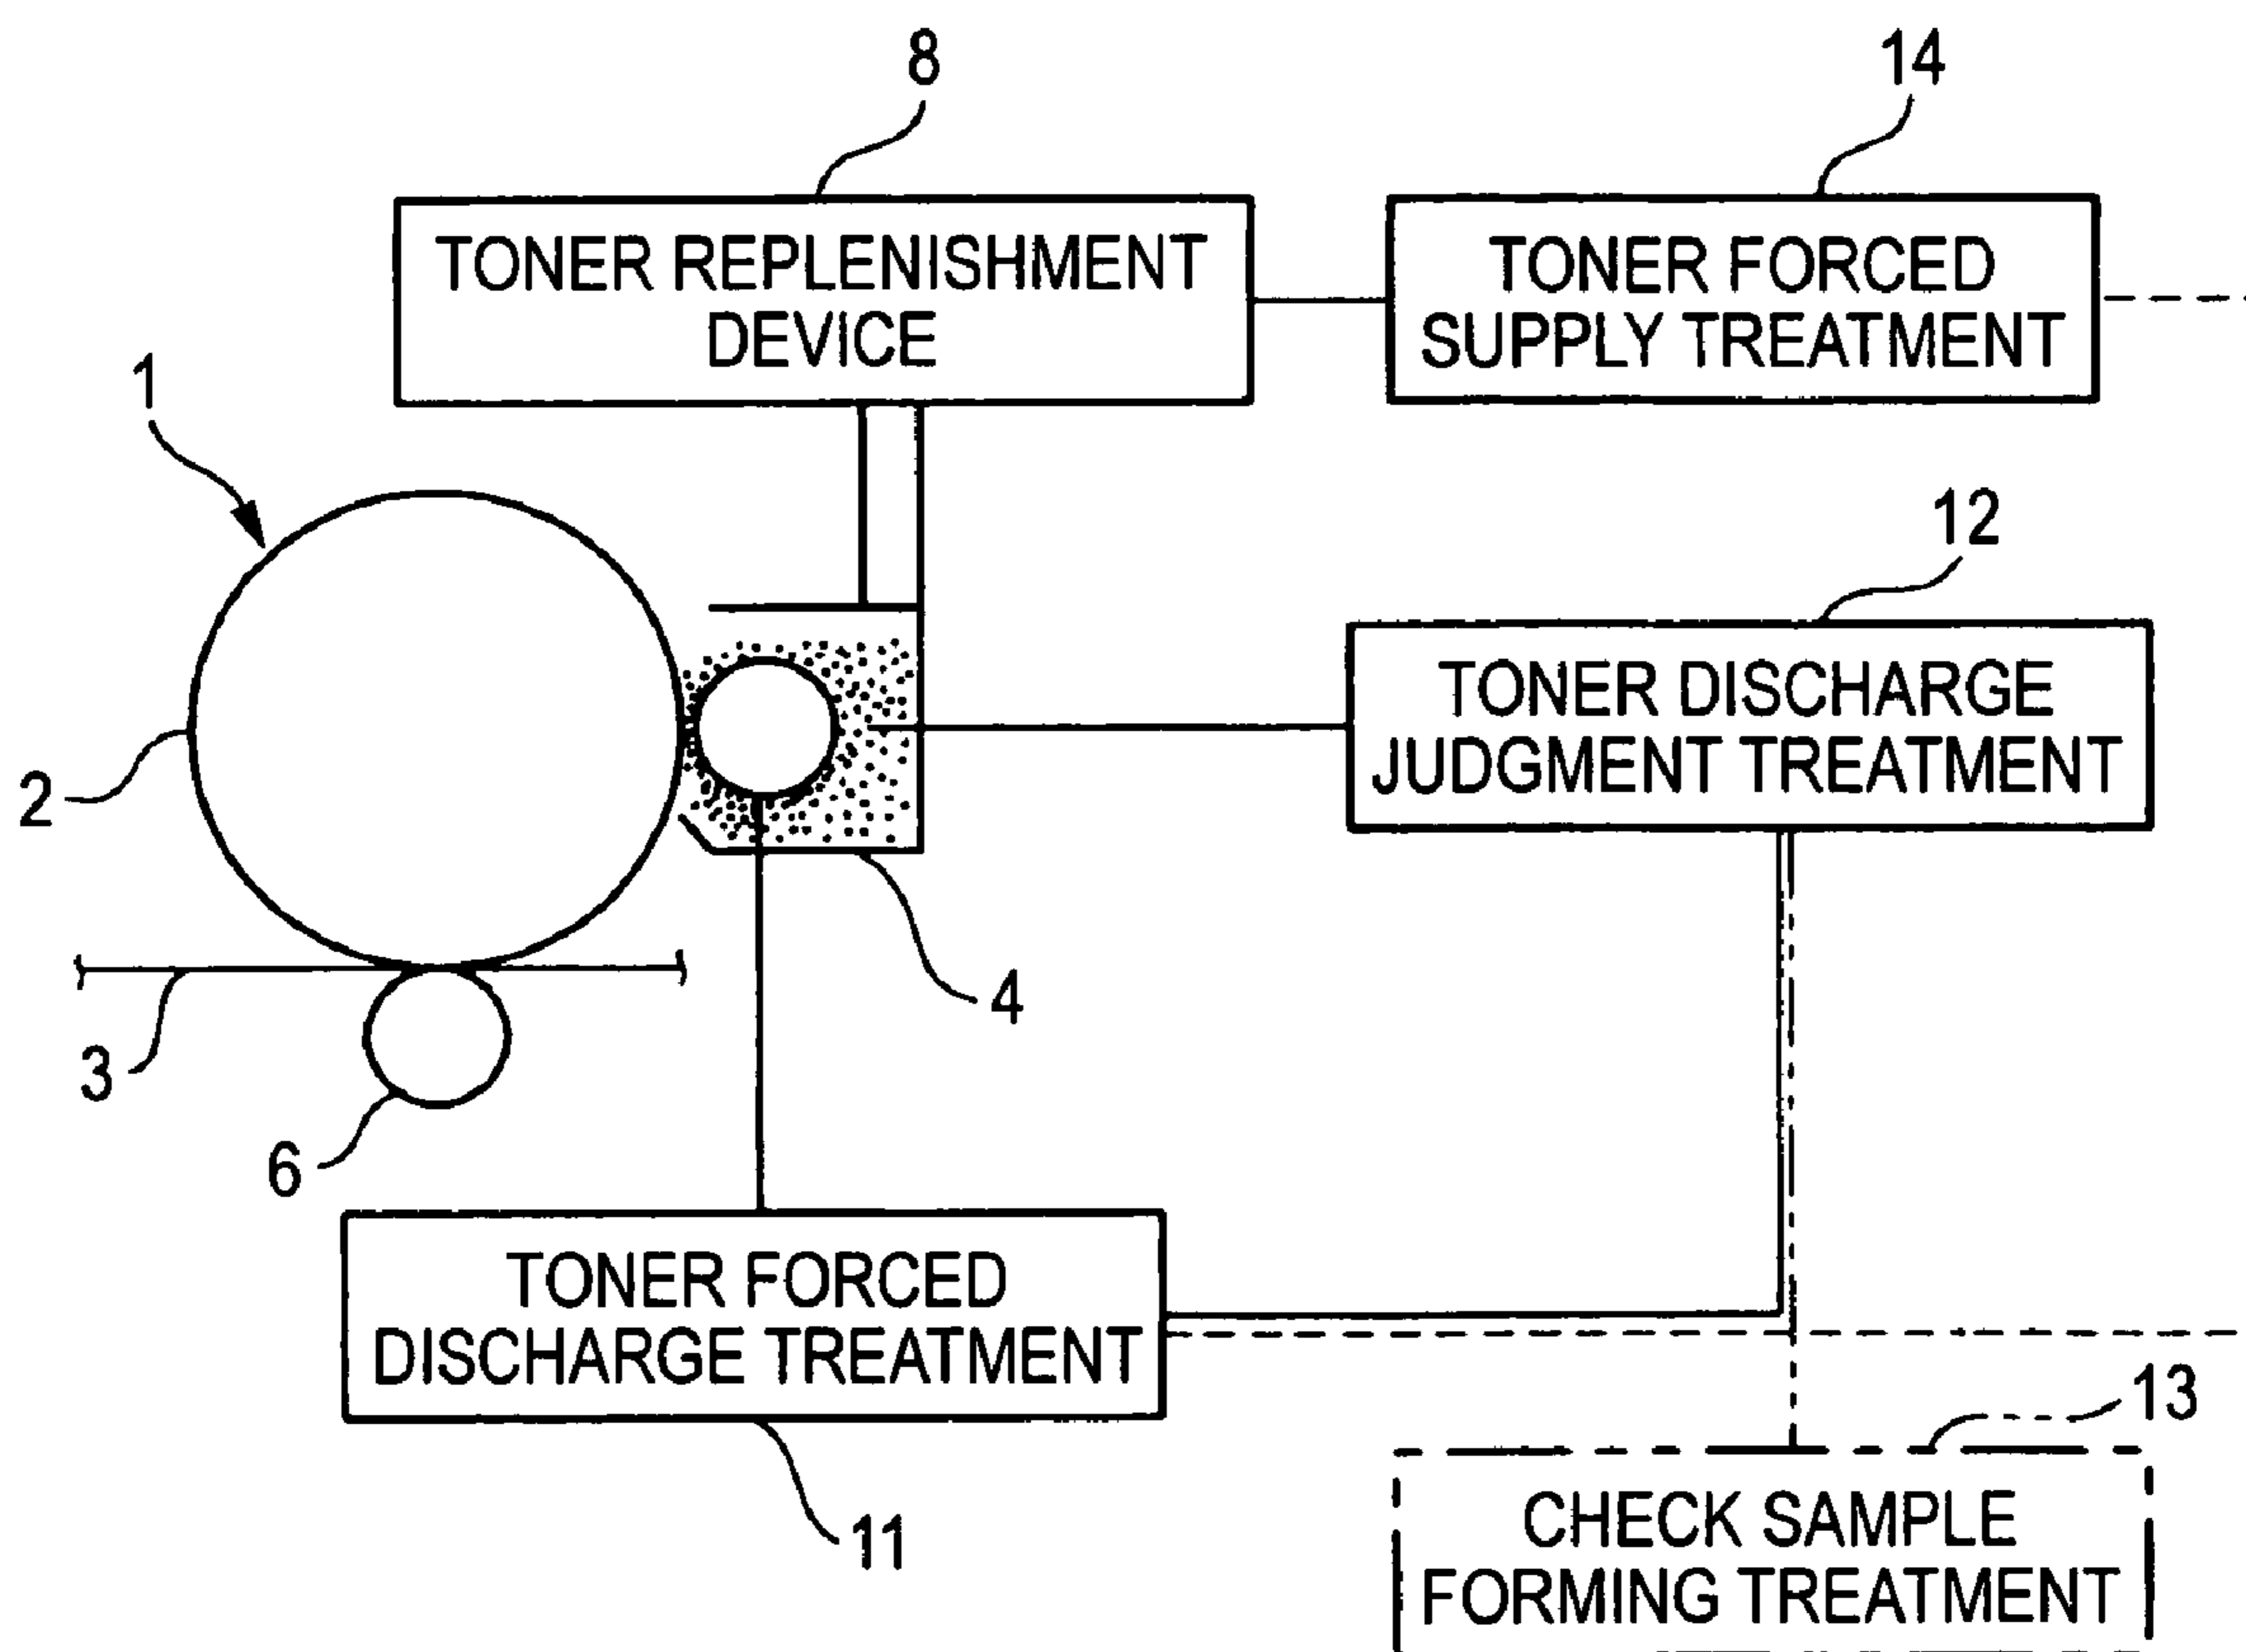 8
14
TONER REPLENISHMENT
DEVICE
TONER FORCED
SUPPLY TREATMENT
1
12
TONER DISCHARGE
JUDGMENT TREATMENT
2
4
3
6
TONER FORCED
DISCHARGE TREATMENT
13
11
CHECK SAMPLE
FORMING TREATMENT